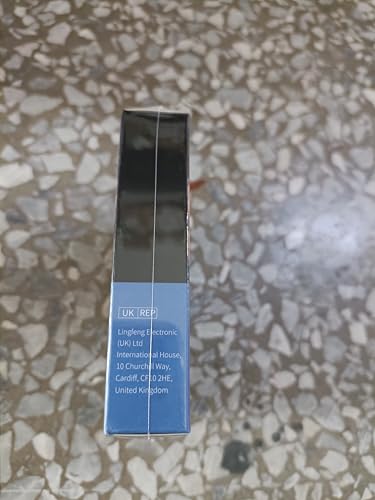 UK REP
Lingfeng Electronic
(UK) Ltd
International House,
10 Churchill Way,
Cardiff, CF10 2HE,
United Kingdom